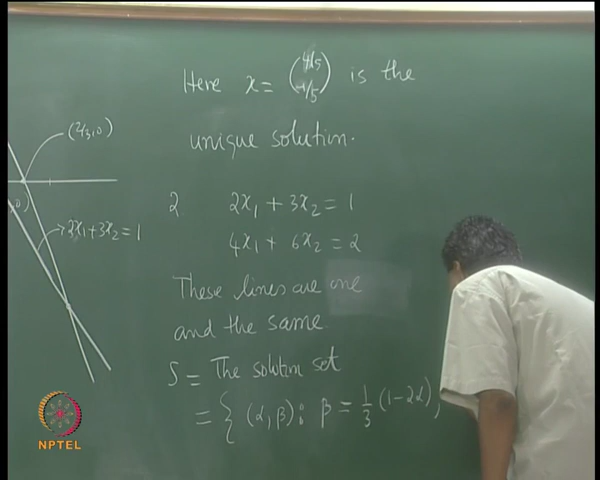 Here x = (4/5 -1/5) is the
unique solution.
(2/3, 0)
0)
2x₁ + 3x₂ = 1
2 2x₁ + 3x₂ = 1
4x₁ + 6x₂ = 2
These lines are one
and the same.
S = The solution set
= { (α, β) : β = 1/3 (1 - 2α),
NPTEL